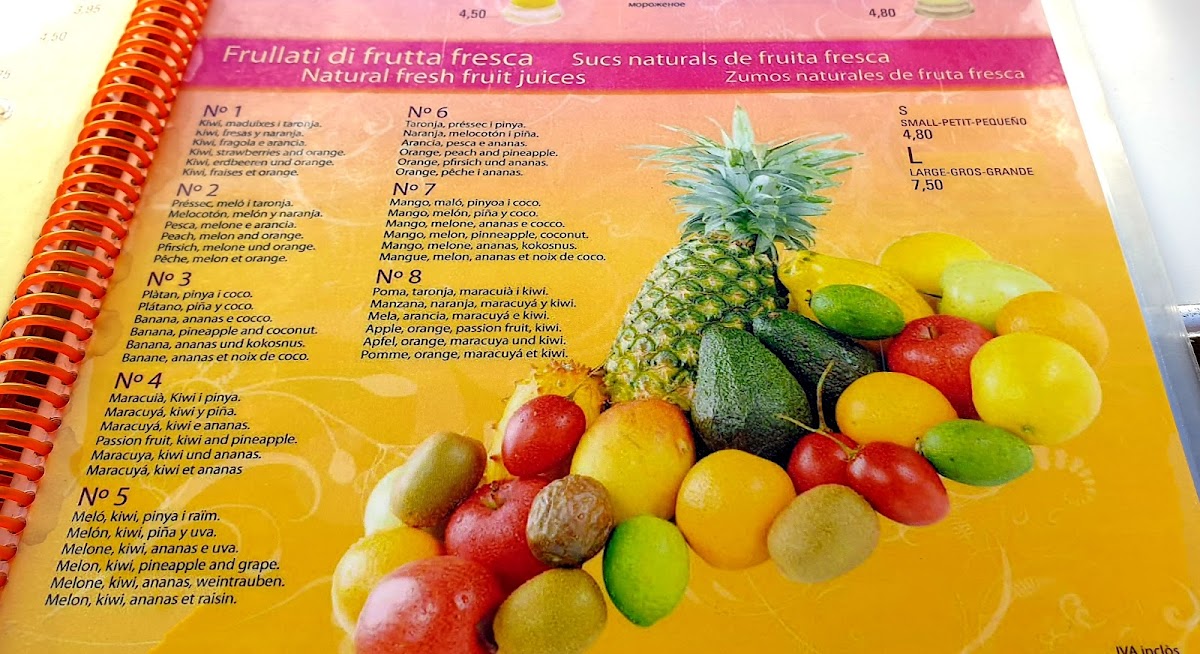 3.95
4.50
4,50
мороженое
4,80
Frullati di frutta fresca
Sucs naturals de fruita fresca
Natural fresh fruit juices
Zumos naturales de fruta fresca
Nº 1
Kiwi, maduixes i taronja.
Kiwi, fresas y naranja.
Kiwi, fragola e arancia.
Kiwi, strawberries and orange.
Kiwi, erdbeeren und orange.
Kiwi, fraises et orange.
Nº 2
Préssec, meló i taronja.
Melocotón, melón y naranja.
Pesca, melone e arancia.
Peach, melon and orange.
Pfirsich, melone und orange.
Pêche, melon et orange.
Nº 3
Plàtan, pinya i coco.
Plátano, piña y coco.
Banana, ananas e cocco.
Banana, pineapple and coconut.
Banana, ananas und kokosnus.
Banane, ananas et noix de coco.
Nº 4
Maracuià, Kiwi i pinya.
Maracuyá, kiwi y piña.
Maracuyá, kiwi e ananas.
Passion fruit, kiwi and pineapple.
Maracuya, kiwi und ananas.
Maracuyá, kiwi et ananas
Nº 5
Meló, kiwi, pinya i raïm.
Melón, kiwi, piña y uva.
Melone, kiwi, ananas e uva.
Melon, kiwi, pineapple and grape.
Melone, kiwi, ananas, weintrauben.
Melon, kiwi, ananas et raisin.
Nº 6
Taronja, préssec i pinya.
Naranja, melocotón i piña.
Arancia, pesca e ananas.
Orange, peach and pineapple.
Orange, pfirsich und ananas.
Orange, pêche i ananas.
Nº 7
Mango, maló, pinyoa i coco.
Mango, melón, piña y coco.
Mango, melone, ananas e cocco.
Mango, melon, pinneapple, coconut.
Mango, melone, ananas, kokosnus.
Mangue, melon, ananas et noix de coco.
Nº 8
Poma, taronja, maracuià i kiwi.
Manzana, naranja, maracuyá y kiwi.
Mela, arancia, maracuyá e kiwi.
Apple, orange, passion fruit, kiwi.
Apfel, orange, maracuya und kiwi.
Pomme, orange, maracuyá et kiwi.
S
SMALL-PETIT-PEQUEÑO
4,80
L
LARGE-GROS-GRANDE
7,50
IVA inclòs